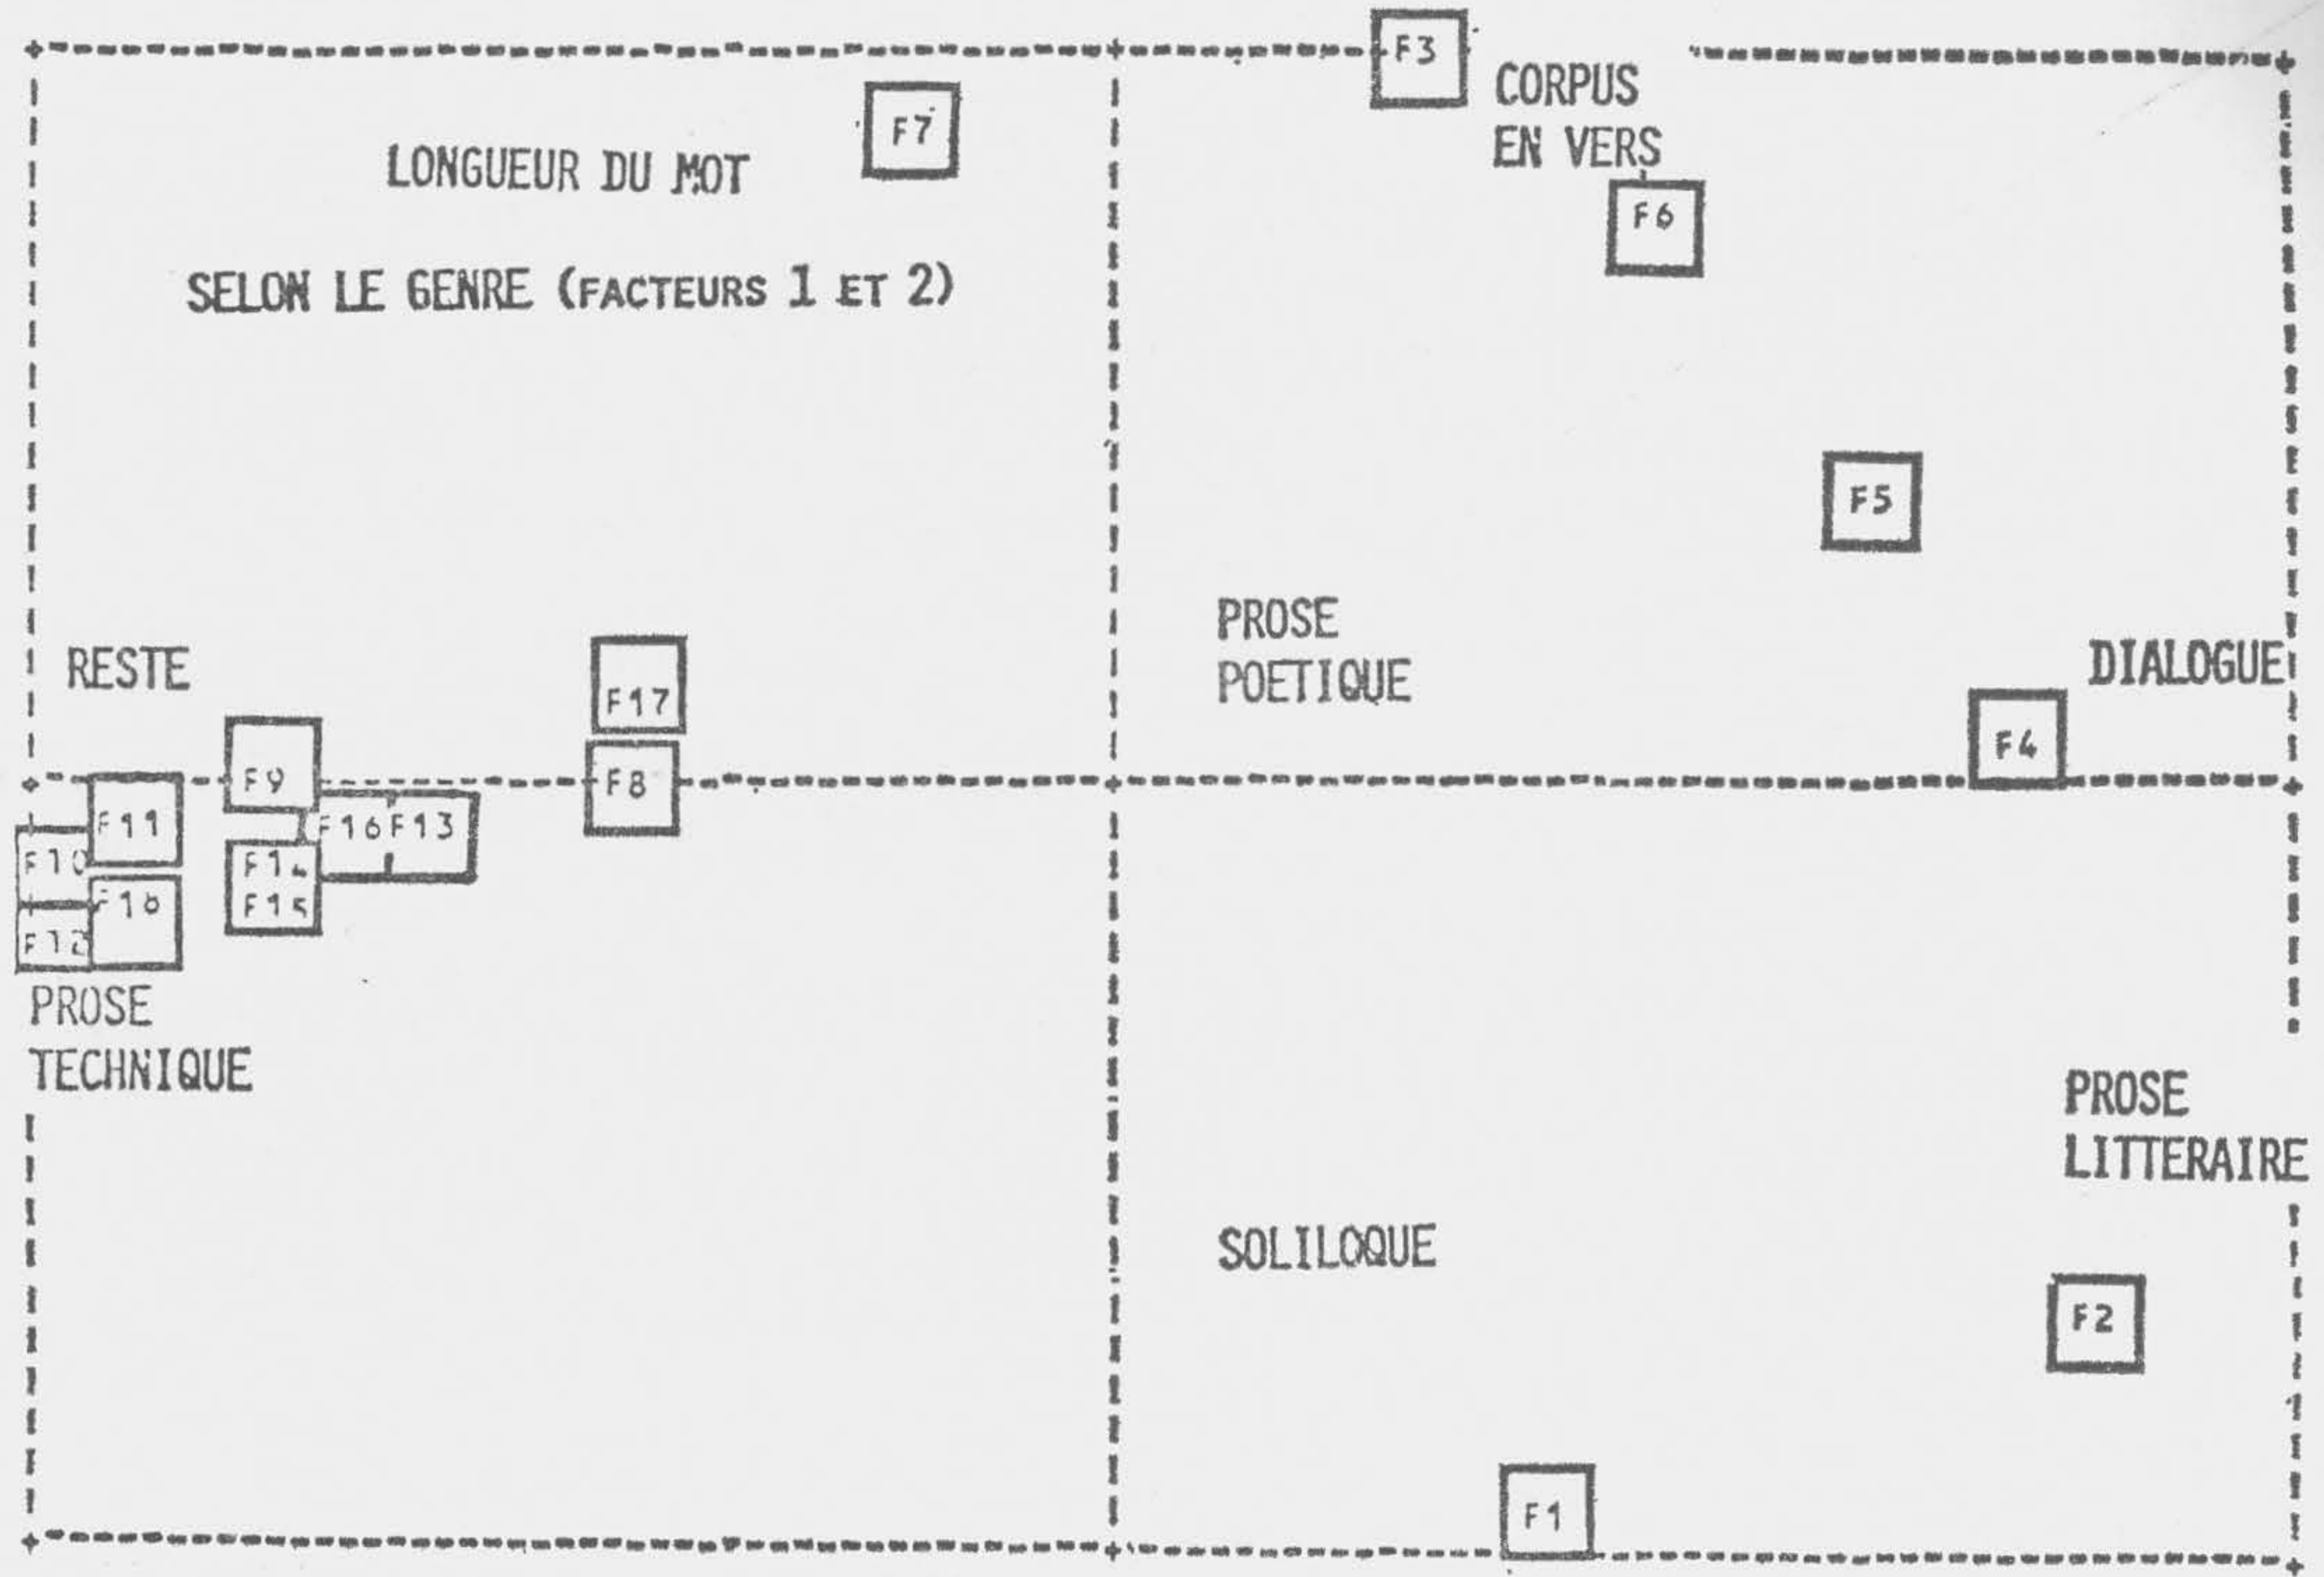 F3
CORPUS
EN VERS
F7
LONGUEUR DU MOT
F6
SELON LE GENRE (FACTEURS 1 ET 2)
F5
PROSE
POETIQUE
RESTE
DIALOGUE
F17
F4
F9
F8
F11
F16 F13
F10
F14
F18
F15
F12
PROSE
TECHNIQUE
PROSE
LITTERAIRE
SOLILOQUE
F2
F1